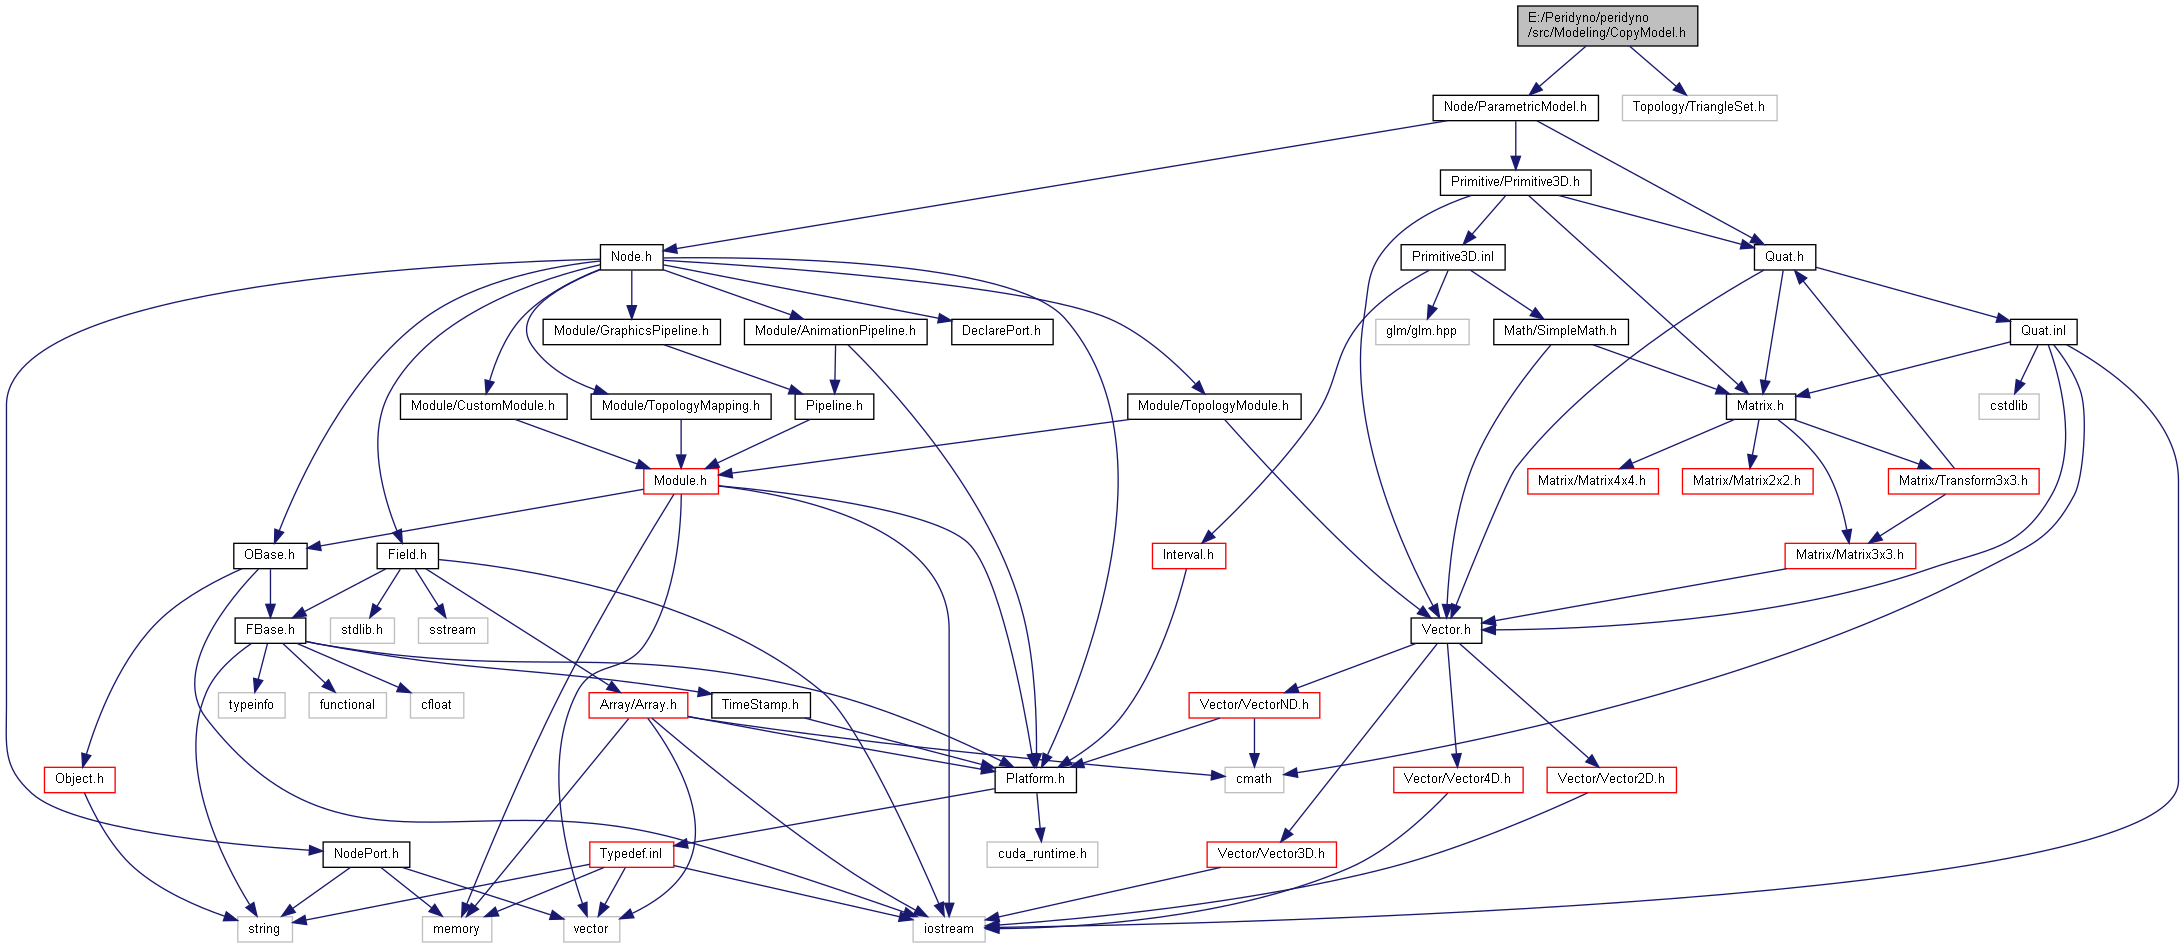 E:/Peridyno/peridyno
/src/Modeling/CopyModel.h
Node/ParametricModel.h
Topology/TriangleSet.h
Primitive/Primitive3D.h
Node.h
Primitive3D.inl
Quat.h
Module/GraphicsPipeline.h
Module/AnimationPipeline.h
DeclarePort.h
glm/glm.hpp
Math/SimpleMath.h
Quat.inl
Module/CustomModule.h
Module/TopologyMapping.h
Pipeline.h
Module/TopologyModule.h
Matrix.h
cstdlib
Module.h
Matrix/Matrix4x4.h
Matrix/Matrix2x2.h
Matrix/Transform3x3.h
OBase.h
Field.h
Interval.h
Matrix/Matrix3x3.h
FBase.h
stdlib.h
sstream
Vector.h
typeinfo
functional
cfloat
Array/Array.h
TimeStamp.h
Vector/VectorND.h
Object.h
Platform.h
cmath
Vector/Vector4D.h
Vector/Vector2D.h
NodePort.h
Typedef.inl
cuda_runtime.h
Vector/Vector3D.h
string
memory
vector
iostream